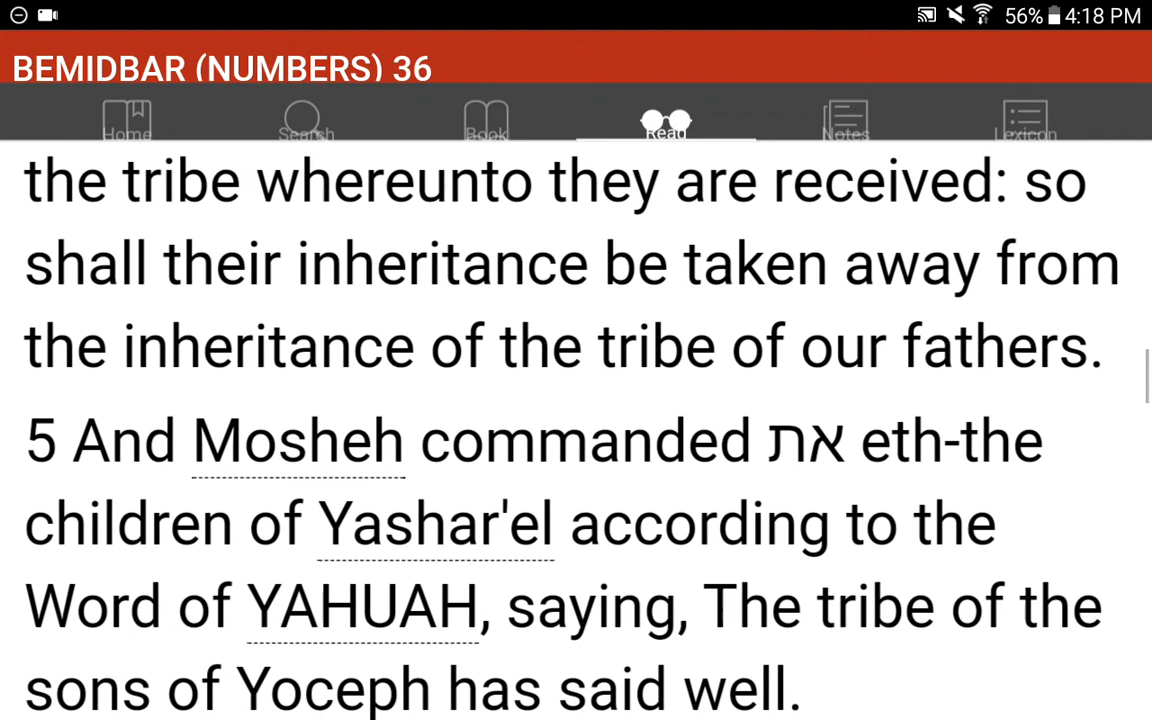 56% 4:18 PM
BEMIDBAR (NUMBERS) 36
Home Search Book Read Notes Lexicon
the tribe whereunto they are received: so
shall their inheritance be taken away from
the inheritance of the tribe of our fathers.
5 And Mosheh commanded את eth-the
children of Yashar'el according to the
Word of YAHUAH, saying, The tribe of the
sons of Yoceph has said well.